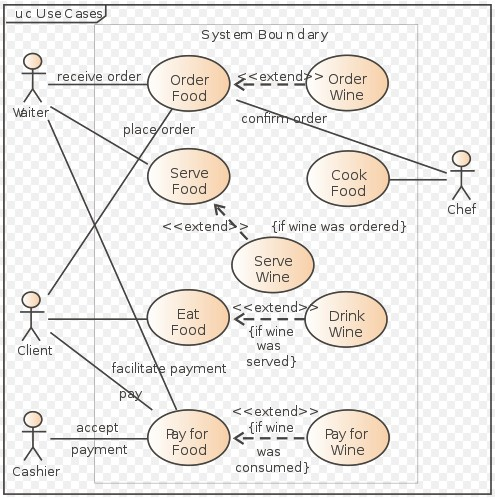 uc UseCases
System Boundary
receive order
Order
Food
<<extend>>
Order
Wine
Waiter
place order
confirm order
Serve
Food
Cook
Food
Chef
<<extend>>
{if wine was ordered}
Serve
Wine
Client
Eat
Food
<<extend>>
{if wine
was
served}
Drink
Wine
facilitate payment
pay
Cashier
accept
payment
Pay for
Food
<<extend>>
{if wine
was
consumed}
Pay for
Wine